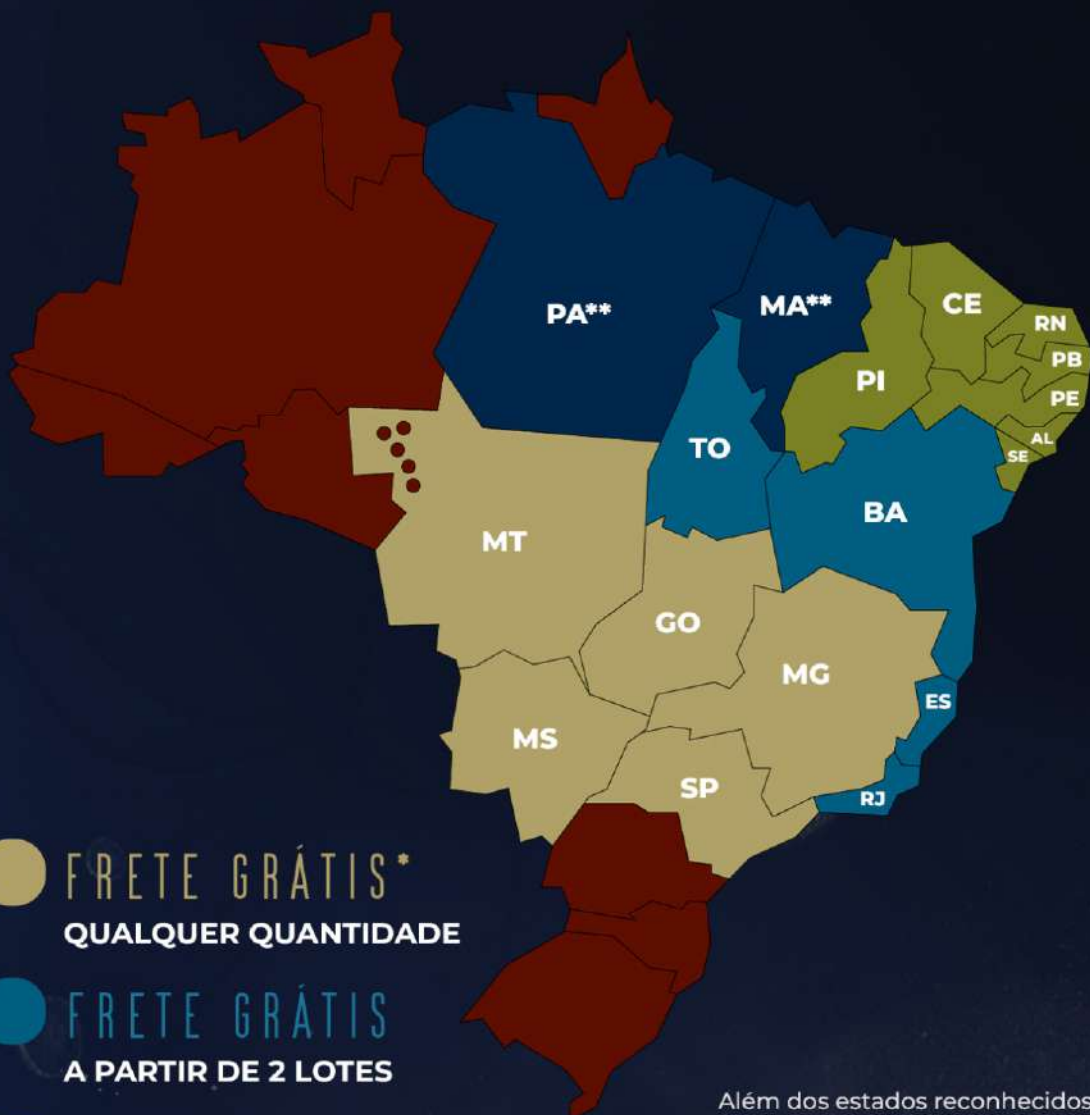 PA**
MA**
CE
RN
PB
PI
PE
AL
SE
TO
BA
MT
GO
MG
ES
MS
SP
RJ
FRETE GRÁTIS*
QUALQUER QUANTIDADE
FRETE GRÁTIS
A PARTIR DE 2 LOTES
Além dos estados reconhecidos